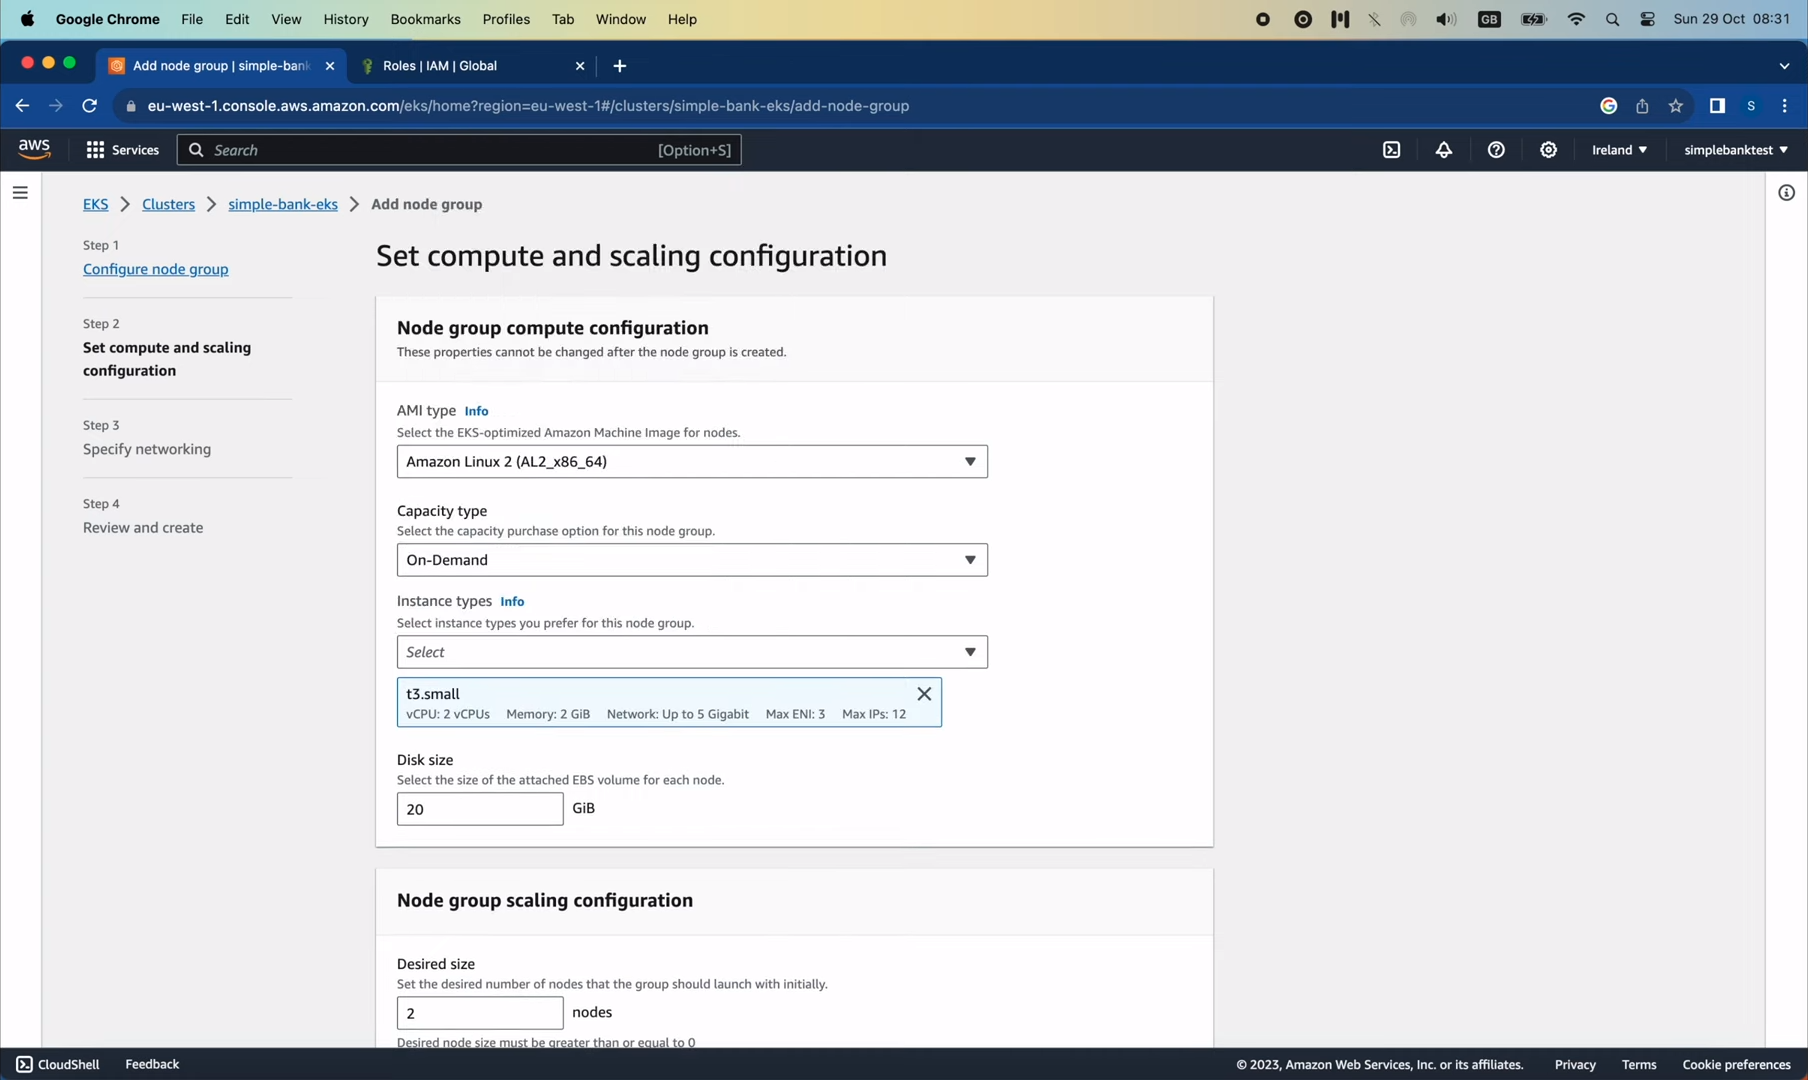 Google Chrome File Edit View History Bookmarks Profiles Tab Window Help GB Sun 29 Oct 08:31
Add node group | simple-bank Roles | IAM | Global
eu-west-1.console.aws.amazon.com/eks/home?region=eu-west-1#/clusters/simple-bank-eks/add-node-group S
aws Services Search [Option+S] Ireland simplebanktest
EKS Clusters simple-bank-eks Add node group
Step 1
Configure node group
Step 2
Set compute and scaling
configuration
Step 3
Specify networking
Step 4
Review and create
Set compute and scaling configuration
Node group compute configuration
These properties cannot be changed after the node group is created.
AMI type Info
Select the EKS-optimized Amazon Machine Image for nodes.
Amazon Linux 2 (AL2_x86_64)
Capacity type
Select the capacity purchase option for this node group.
On-Demand
Instance types Info
Select instance types you prefer for this node group.
Select
t3.small
vCPU: 2 vCPUs Memory: 2 GiB Network: Up to 5 Gigabit Max ENI: 3 Max IPs: 12
Disk size
Select the size of the attached EBS volume for each node.
20 GiB
Node group scaling configuration
Desired size
Set the desired number of nodes that the group should launch with initially.
2 nodes
Desired node size must be greater than or equal to 0
CloudShell Feedback © 2023, Amazon Web Services, Inc. or its affiliates. Privacy Terms Cookie preferences